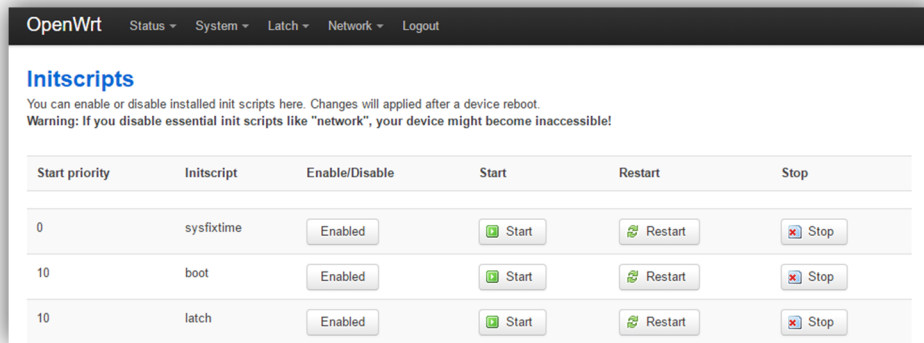 OpenWrt Status System Latch Network Logout
Initscripts
You can enable or disable installed init scripts here. Changes will applied after a device reboot.
Warning: If you disable essential init scripts like "network", your device might become inaccessible!
Start priority Initscript Enable/Disable Start Restart Stop
0 sysfixtime Enabled Start Restart Stop
10 boot Enabled Start Restart Stop
10 latch Enabled Start Restart Stop